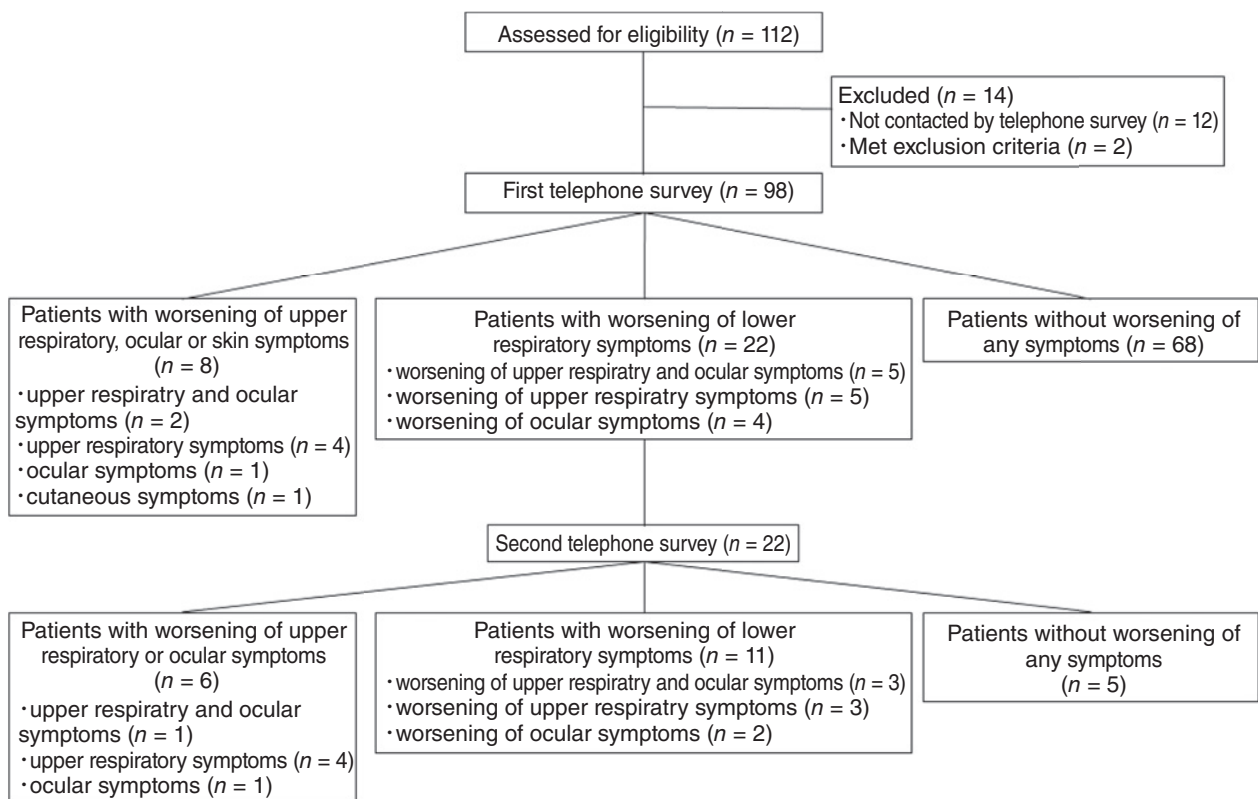 Assessed for eligibility (n = 112)
Excluded (n = 14)
・Not contacted by telephone survey (n = 12)
・Met exclusion criteria (n = 2)
First telephone survey (n = 98)
Patients with worsening of upper
respiratory, ocular or skin symptoms
(n = 8)
・upper respiratry and ocular
symptoms (n = 2)
・upper respiratory symptoms (n = 4)
・ocular symptoms (n = 1)
・cutaneous symptoms (n = 1)
Patients with worsening of lower
respiratory symptoms (n = 22)
・worsening of upper respiratry and ocular symptoms (n = 5)
・worsening of upper respiratry symptoms (n = 5)
・worsening of ocular symptoms (n = 4)
Patients without worsening of
any symptoms (n = 68)
Second telephone survey (n = 22)
Patients with worsening of upper
respiratory or ocular symptoms
(n = 6)
・upper respiratry and ocular
symptoms (n = 1)
・upper respiratory symptoms (n = 4)
・ocular symptoms (n = 1)
Patients with worsening of lower
respiratory symptoms (n = 11)
・worsening of upper respiratry and ocular symptoms (n = 3)
・worsening of upper respiratry symptoms (n = 3)
・worsening of ocular symptoms (n = 2)
Patients without worsening of
any symptoms
(n = 5)